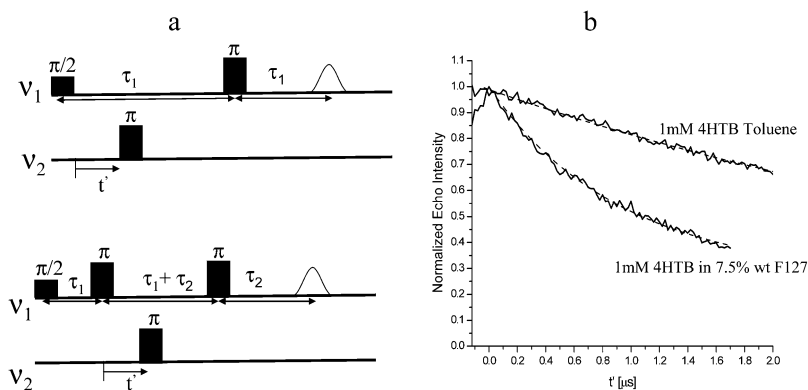 a
π/2
τ₁
π
τ₁
ν₁
π
ν₂
t'
π/2
τ₁
π
τ₁+ τ₂
π
τ₂
ν₁
π
ν₂
t'
b
1.1
1.0
0.9
0.8
0.7
0.6
0.5
0.4
0.3
0.2
0.1
0.0
Normalized Echo Intensity
1mM 4HTB Toluene
1mM 4HTB in 7.5% wt F127
0.0 0.2 0.4 0.6 0.8 1.0 1.2 1.4 1.6 1.8 2.0
t' [μs]